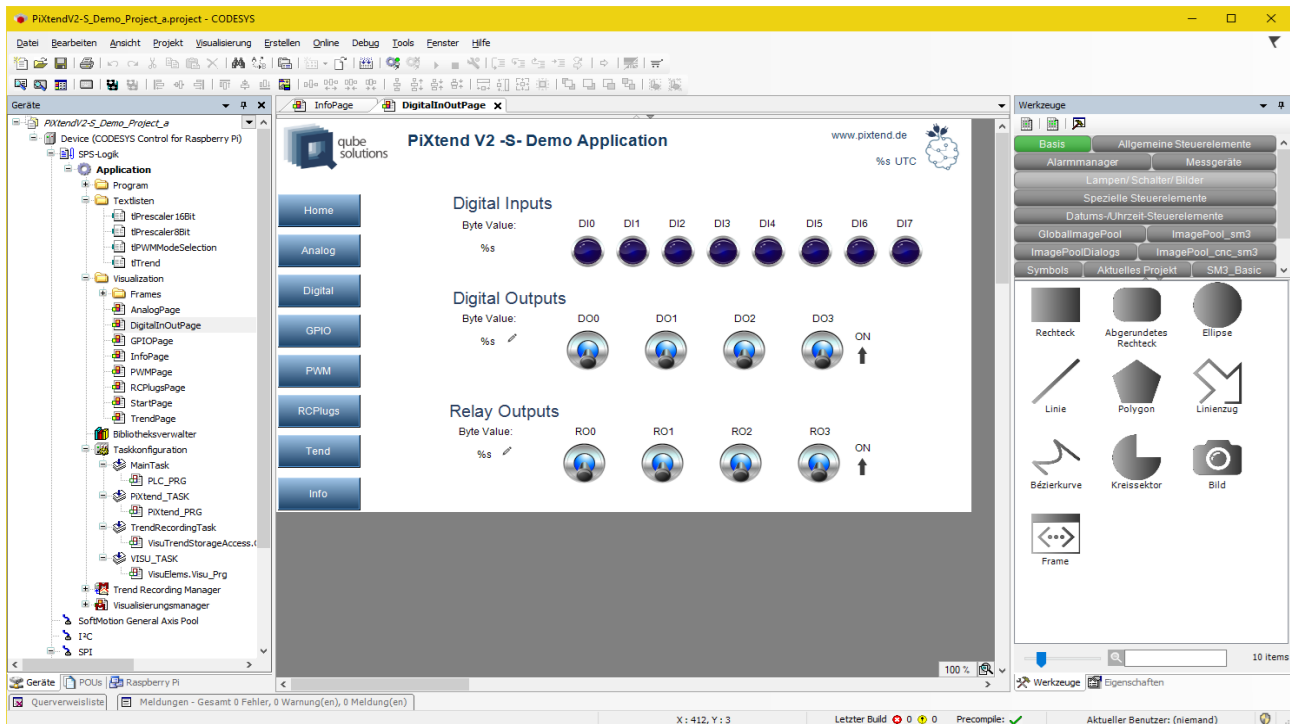 PiXtendV2-S_Demo_Project_a.project - CODESYS
Datei Bearbeiten Ansicht Projekt Visualisierung Erstellen Online Debug Tools Fenster Hilfe
Geräte
PiXtendV2-S_Demo_Project_a
Device (CODESYS Control for Raspberry Pi)
SPS-Logik
Application
Program
Textlisten
tlPrescaler16Bit
tlPrescaler8Bit
tlPWMModeSelection
tlTrend
Visualization
Frames
AnalogPage
DigitalInOutPage
GPIOPage
InfoPage
PWMPage
RCPlugsPage
StartPage
TrendPage
Bibliotheksverwalter
Taskkonfiguration
MainTask
PLC_PRG
PiXtend_TASK
PiXtend_PRG
TrendRecordingTask
VisuTrendStorageAccess.
VISU_TASK
VisuElems.Visu_Prg
Trend Recording Manager
Visualisierungsmanager
SoftMotion General Axis Pool
I²C
SPI
Geräte POUs Raspberry Pi
InfoPage DigitalInOutPage
qube solutions
PiXtend V2 -S- Demo Application
www.pixtend.de
%s UTC
Home
Analog
Digital
GPIO
PWM
RCPlugs
Tend
Info
Digital Inputs
Byte Value: DI0 DI1 DI2 DI3 DI4 DI5 DI6 DI7
%s
Digital Outputs
Byte Value: DO0 DO1 DO2 DO3
%s ON
Relay Outputs
Byte Value: RO0 RO1 RO2 RO3
%s ON
100 %
Werkzeuge
Basis Allgemeine Steuerelemente
Alarmmanager Messgeräte
Lampen/Schalter/Bilder
Spezielle Steuerelemente
Datums-/Uhrzeit-Steuerelemente
GlobalImagePool ImagePool_sm3
ImagePoolDialogs ImagePool_cnc_sm3
Symbols Aktuelles Projekt SM3_Basic
Rechteck Abgerundetes Rechteck Ellipse
Linie Polygon Linienzug
Bézierkurve Kreissektor Bild
Frame
10 items
Werkzeuge Eigenschaften
Querverweisliste Meldungen - Gesamt 0 Fehler, 0 Warnung(en), 0 Meldung(en)
X : 412, Y : 3 Letzter Build 0 0 Precompile: Aktueller Benutzer: (niemand)